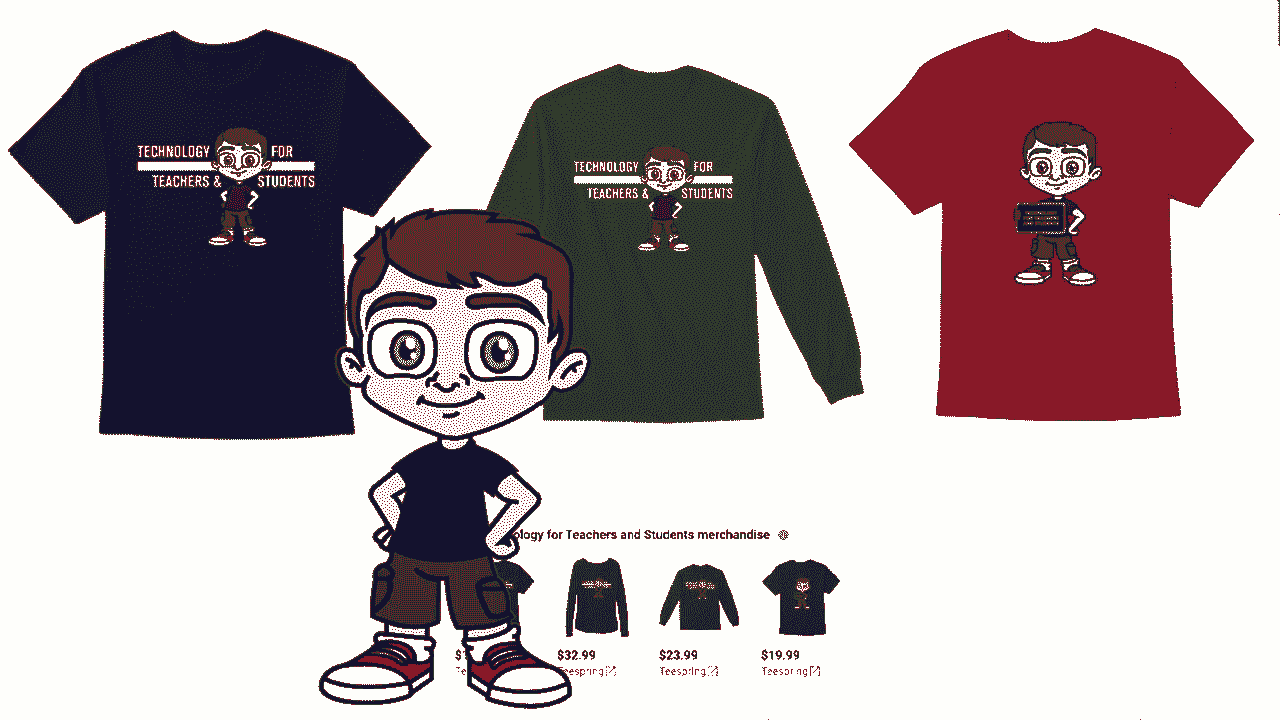 TECHNOLOGY FOR
TEACHERS & STUDENTS
TECHNOLOGY FOR
TEACHERS & STUDENTS
ology for Teachers and Students merchandise
$32.99
$23.99
$19.99
Teespring
Teespring
Teespring